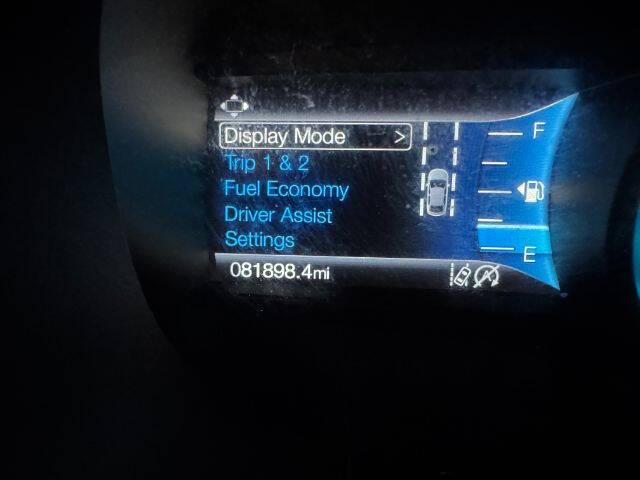 Display Mode >
F
Trip 1 & 2
Fuel Economy
Driver Assist
Settings
E
081898.4mi